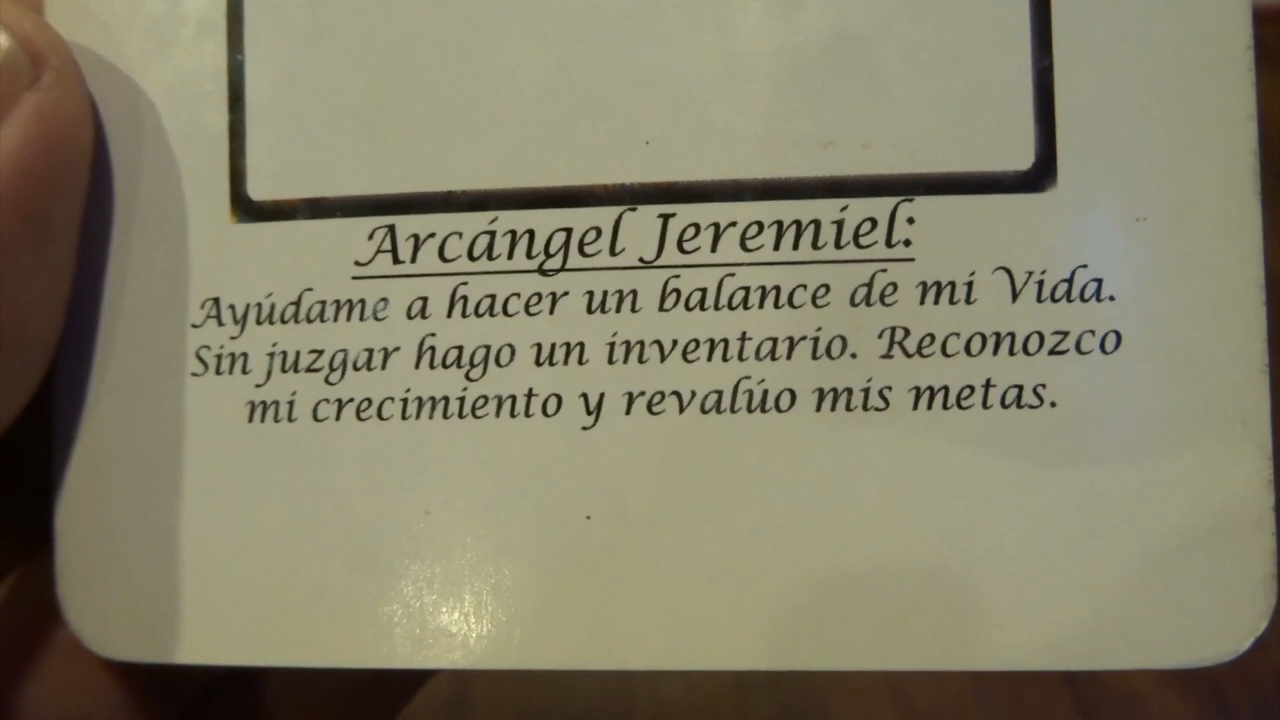 Arcángel Jeremiel:
Ayúdame a hacer un balance de mi Vida.
Sin juzgar hago un inventario. Reconozco
mi crecimiento y revalúo mis metas.